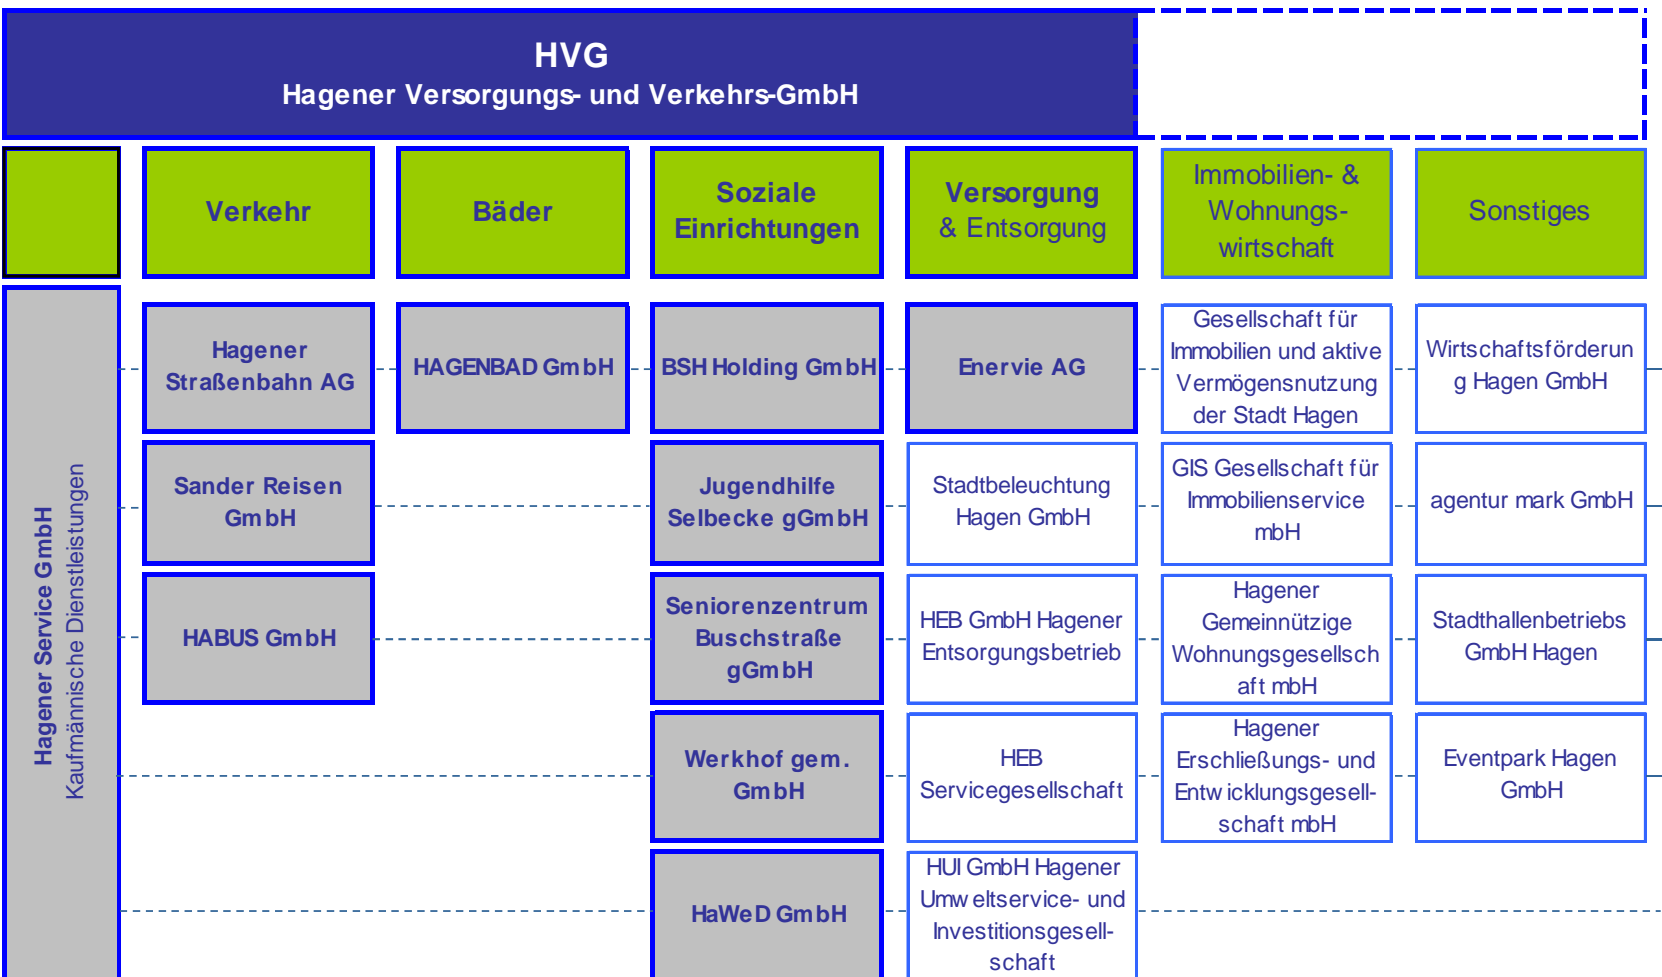 HVG
Hagener Versorgungs- und Verkehrs-GmbH
Verkehr
Bäder
Soziale
Einrichtungen
Versorgung
& Entsorgung
Immobilien- &
Wohnungs-
wirtschaft
Sonstiges
Hagener Service GmbH
Kaufmännische Dienstleistungen
Hagener
Straßenbahn AG
HAGENBAD GmbH
BSH Holding GmbH
Enervie AG
Gesellschaft für
Immobilien und aktive
Vermögensnutzung
der Stadt Hagen
Wirtschaftsförderun
g Hagen GmbH
Sander Reisen
GmbH
Jugendhilfe
Selbecke gGmbH
Stadtbeleuchtung
Hagen GmbH
GIS Gesellschaft für
Immobilienservice
mbH
agentur mark GmbH
HABUS GmbH
Seniorenzentrum
Buschstraße
gGmbH
HEB GmbH Hagener
Entsorgungsbetrieb
Hagener
Gemeinnützige
Wohnungsgesellsch
aft mbH
Stadthallenbetriebs
GmbH Hagen
Werkhof gem.
GmbH
HEB
Servicegesellschaft
Hagener
Erschließungs- und
Entwicklungsgesell-
schaft mbH
Eventpark Hagen
GmbH
HaWeD GmbH
HUI GmbH Hagener
Umweltservice- und
Investitionsgesell-
schaft